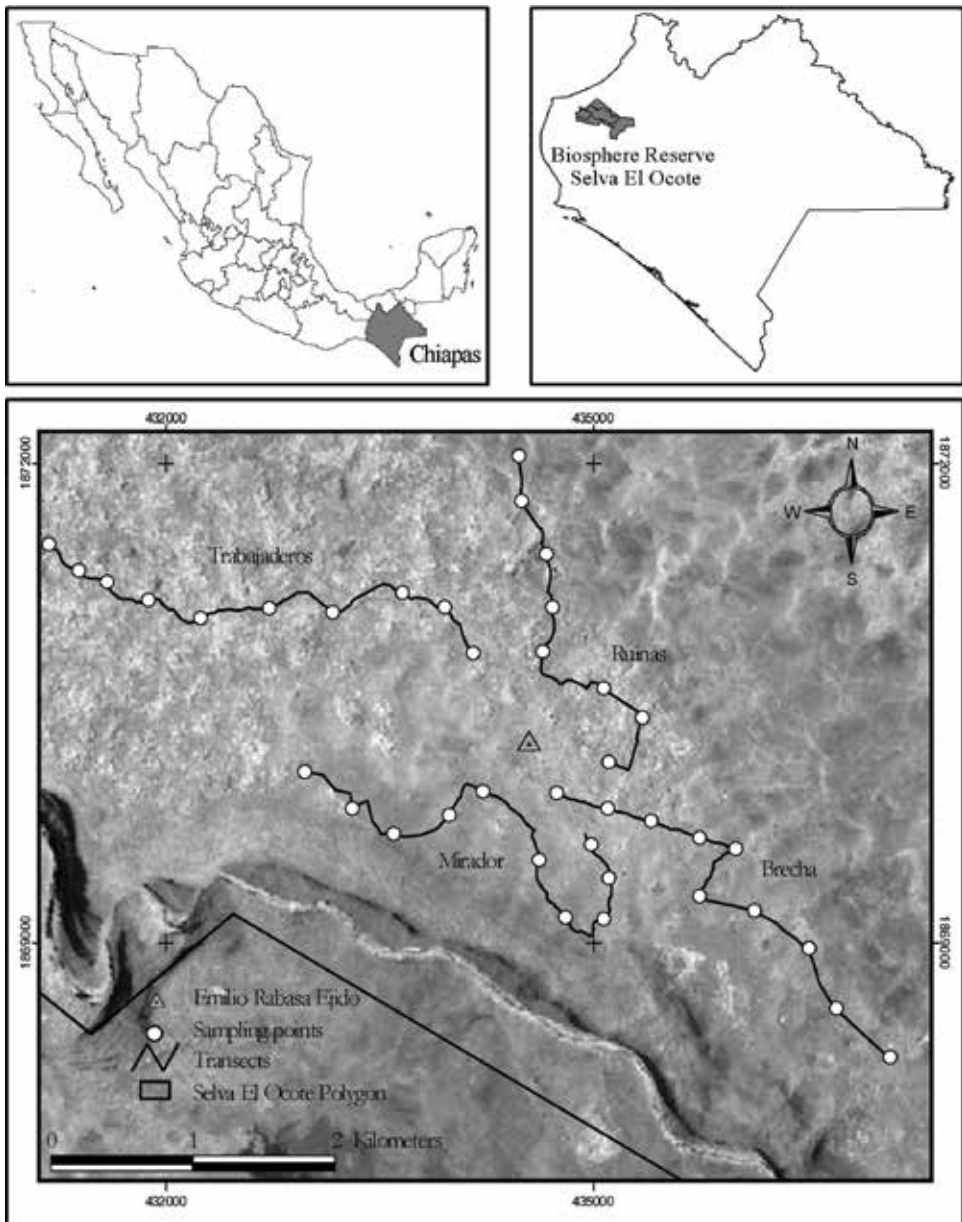 Chiapas
Biosphere Reserve
Selva El Ocote
432000
435000
1872000
1872000
N
W
E
S
Trabajaderos
Ruinas
Mirador
Brecha
1869000
1869000
Emilio Rabasa Ejido
Sampling points
Transects
Selva El Ocote Polygon
0
1
2 Kilometers
432000
435000